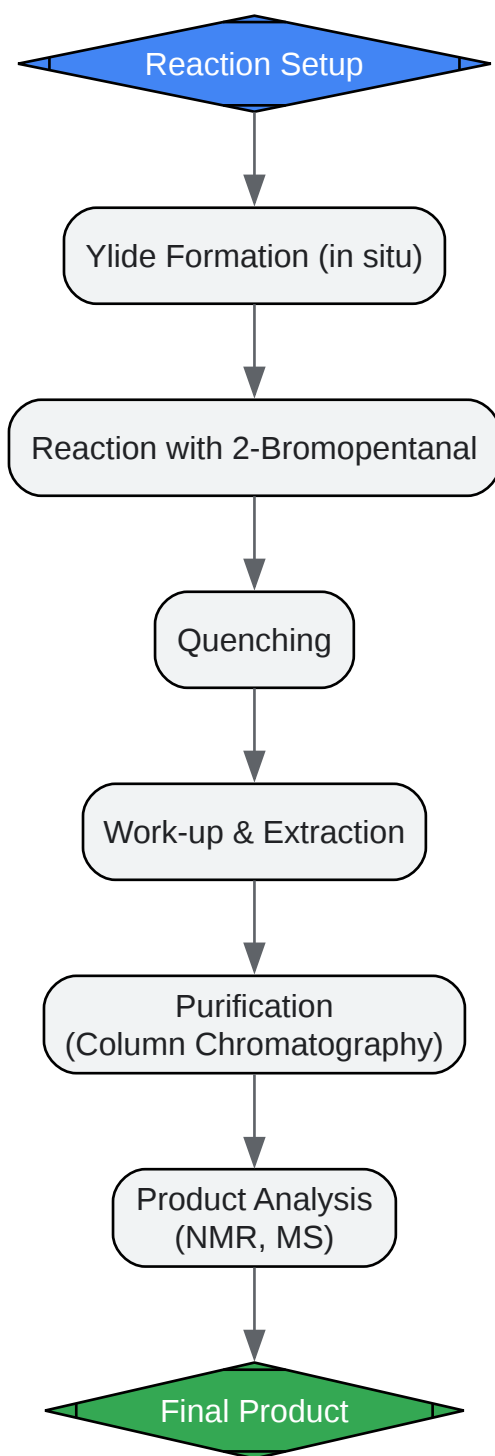 Reaction Setup
Ylide Formation (in situ)
Reaction with 2-Bromopentanal
Quenching
Work-up & Extraction
Purification
(Column Chromatography)
Product Analysis
(NMR, MS)
Final Product